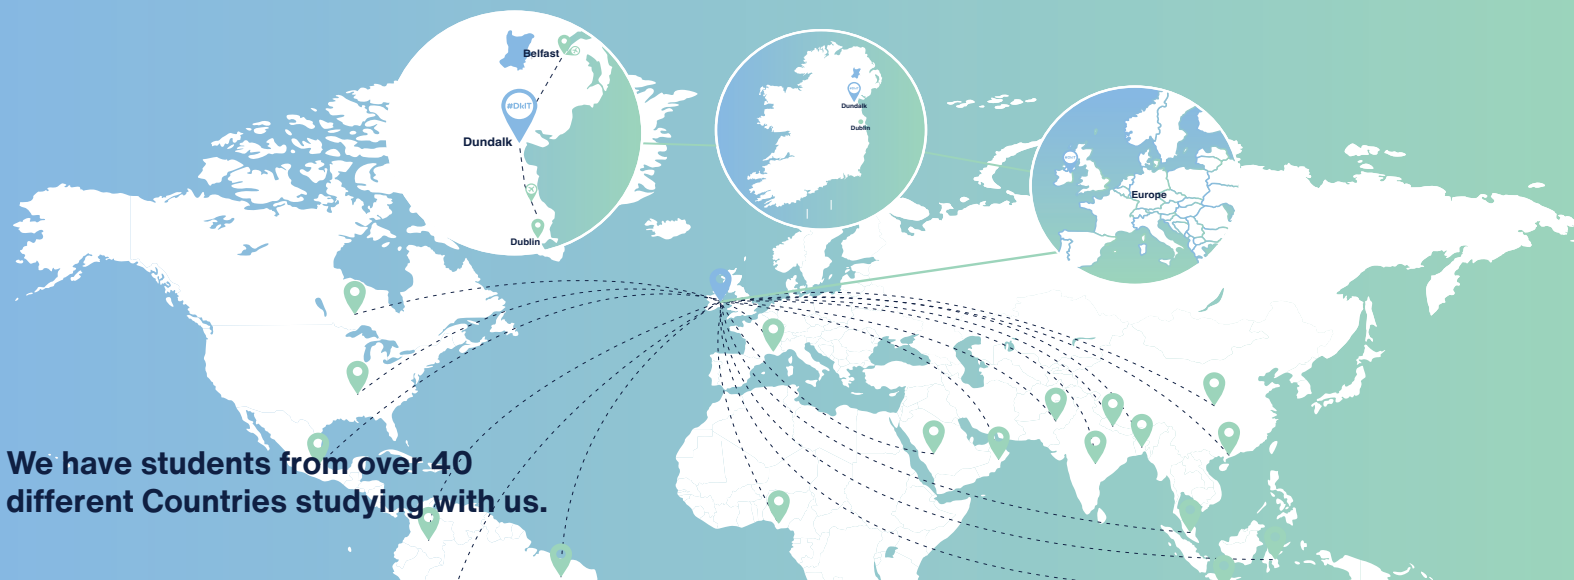 Belfast
#DkIT
Dundalk
Dublin
Dundalk
Dublin
Europe
We have students from over 40
different Countries studying with us.